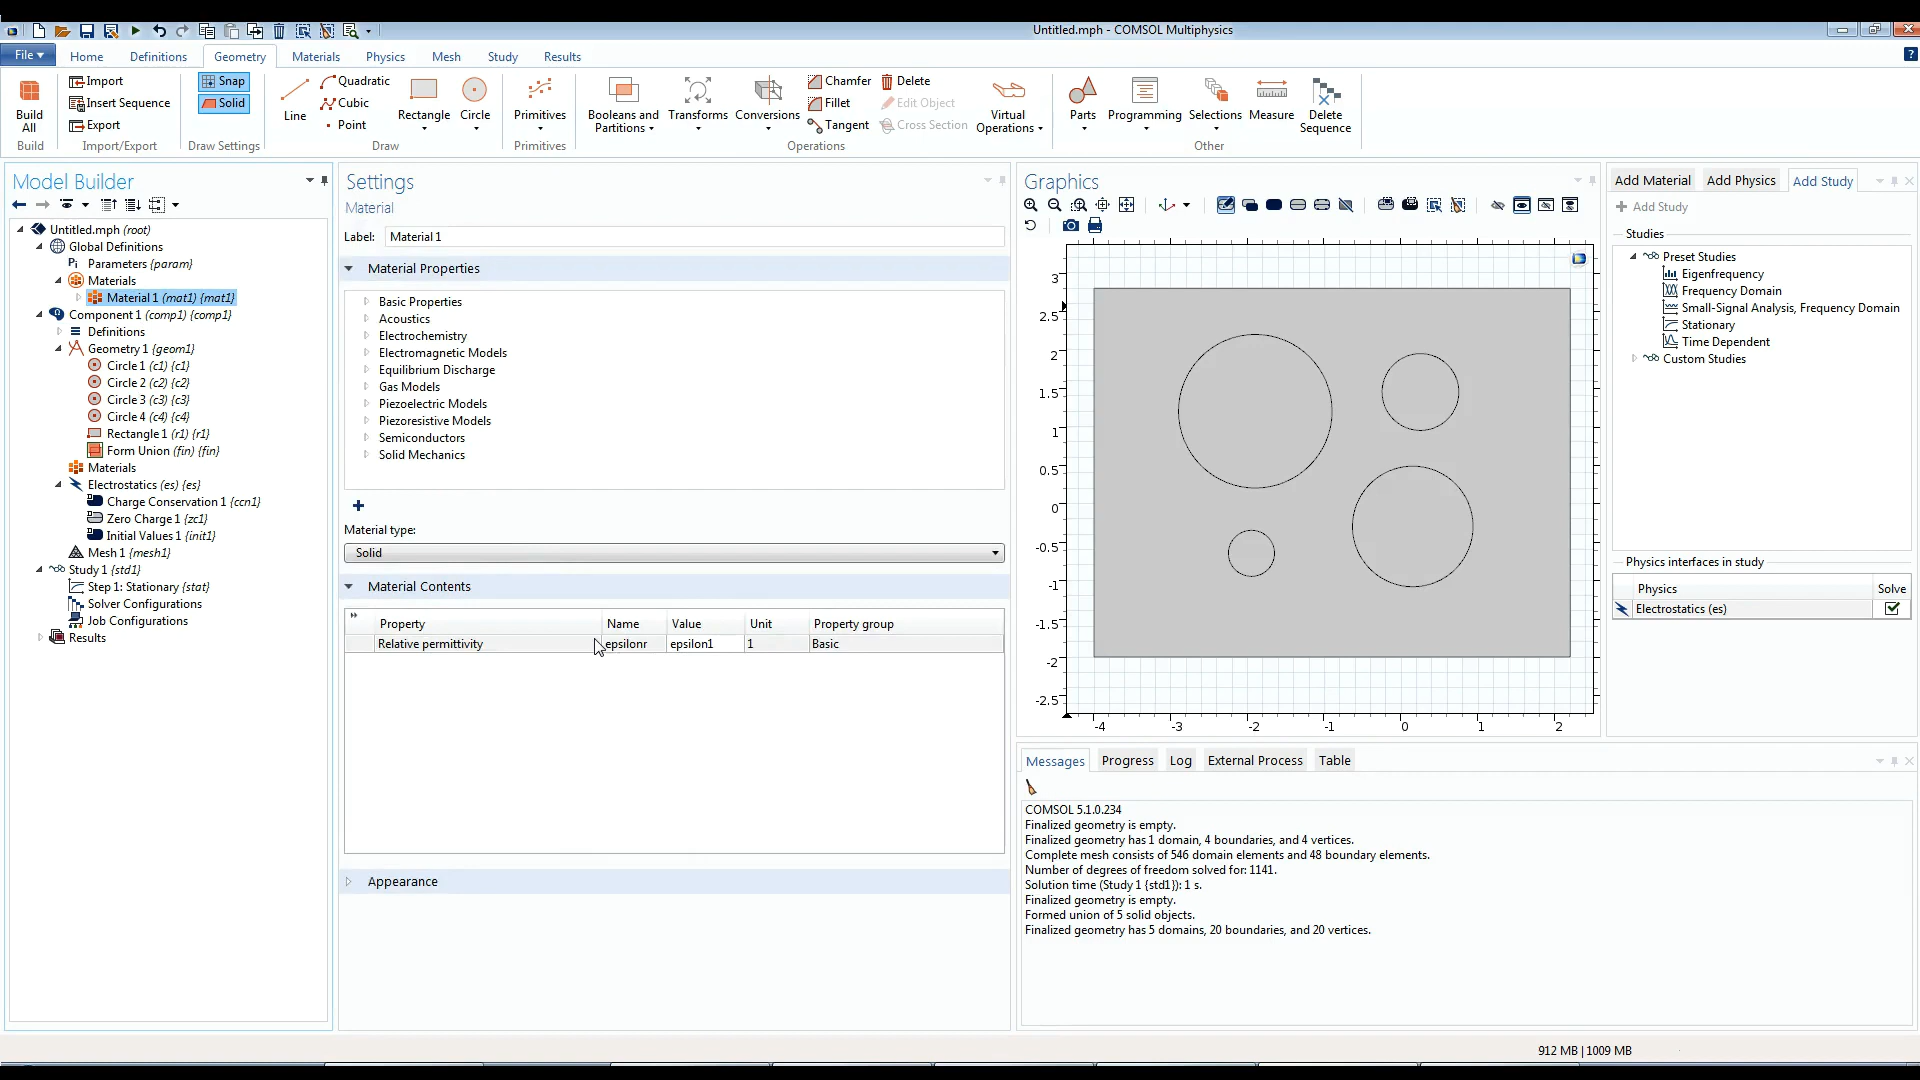 Untitled.mph - COMSOL Multiphysics
File
Home
Definitions
Geometry
Materials
Physics
Mesh
Study
Results
Build All
Build
Import
Insert Sequence
Export
Import/Export
Snap
Solid
Draw Settings
Line
Quadratic
Cubic
Point
Rectangle
Circle
Draw
Primitives
Primitives
Booleans and Partitions
Transforms
Conversions
Chamfer
Fillet
Tangent
Delete
Edit Object
Cross Section
Operations
Virtual Operations
Parts
Programming
Selections
Measure
Delete Sequence
Other
Model Builder
Untitled.mph (root)
Global Definitions
Pi Parameters {param}
Materials
Material 1 (mat1) {mat1}
Component 1 (comp1) {comp1}
Definitions
Geometry 1 {geom1}
Circle 1 (c1) {c1}
Circle 2 (c2) {c2}
Circle 3 (c3) {c3}
Circle 4 (c4) {c4}
Rectangle 1 (r1) {r1}
Form Union (fin) {fin}
Materials
Electrostatics (es) {es}
Charge Conservation 1 {ccn1}
Zero Charge 1 {zc1}
Initial Values 1 {init1}
Mesh 1 {mesh1}
Study 1 {std1}
Step 1: Stationary {stat}
Solver Configurations
Job Configurations
Results
Settings
Material
Label: Material 1
Material Properties
Basic Properties
Acoustics
Electrochemistry
Electromagnetic Models
Equilibrium Discharge
Gas Models
Piezoelectric Models
Piezoresistive Models
Semiconductors
Solid Mechanics
Material type:
Solid
Material Contents
Property Name Value Unit Property group
Relative permittivity epsilonr epsilon1 1 Basic
Appearance
Graphics
3
2.5
2
1.5
1
0.5
0
-0.5
-1
-1.5
-2
-2.5
-4 -3 -2 -1 0 1 2
Messages
Progress
Log
External Process
Table
COMSOL 5.1.0.234
Finalized geometry is empty.
Finalized geometry has 1 domain, 4 boundaries, and 4 vertices.
Complete mesh consists of 546 domain elements and 48 boundary elements.
Number of degrees of freedom solved for: 1141.
Solution time (Study 1 {std1}): 1 s.
Finalized geometry is empty.
Formed union of 5 solid objects.
Finalized geometry has 5 domains, 20 boundaries, and 20 vertices.
Add Material
Add Physics
Add Study
Add Study
Studies
Preset Studies
Eigenfrequency
Frequency Domain
Small-Signal Analysis, Frequency Domain
Stationary
Time Dependent
Custom Studies
Physics interfaces in study
Physics Solve
Electrostatics (es)
912 MB | 1009 MB